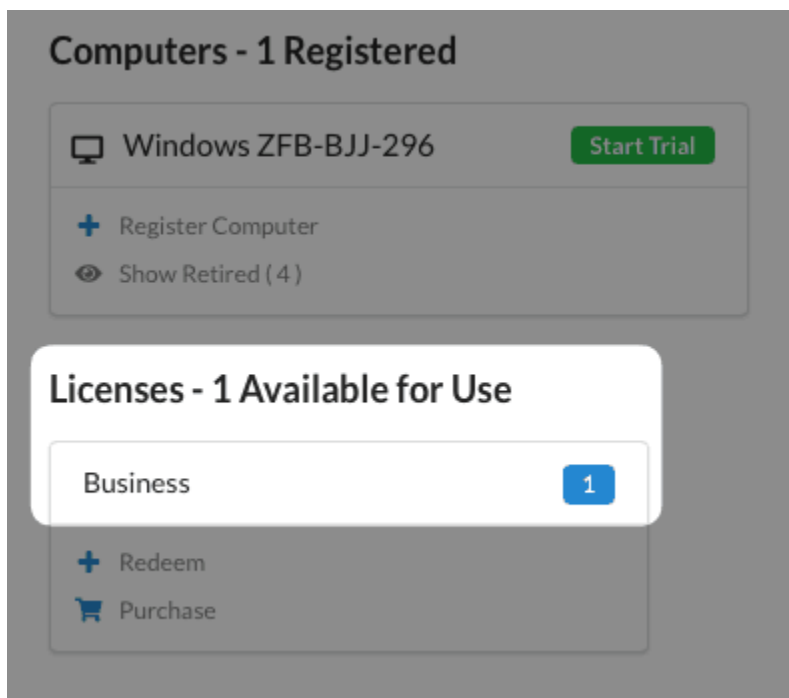 Computers - 1 Registered
Windows ZFB-BJJ-296 Start Trial
Register Computer
Show Retired ( 4 )
Licenses - 1 Available for Use
Business 1
Redeem
Purchase